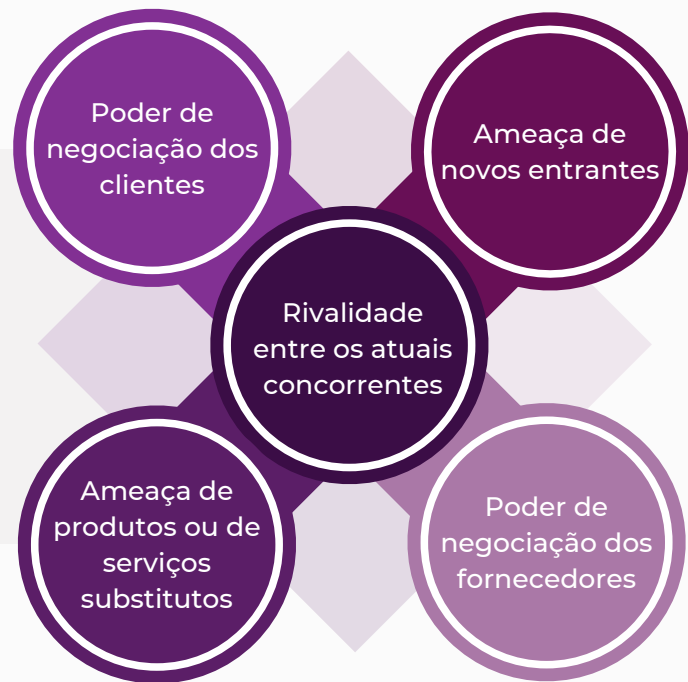 Poder de
negociação dos
clientes
Ameaça de
novos entrantes
Rivalidade
entre os atuais
concorrentes
Ameaça de
produtos ou de
serviços
substitutos
Poder de
negociação dos
fornecedores